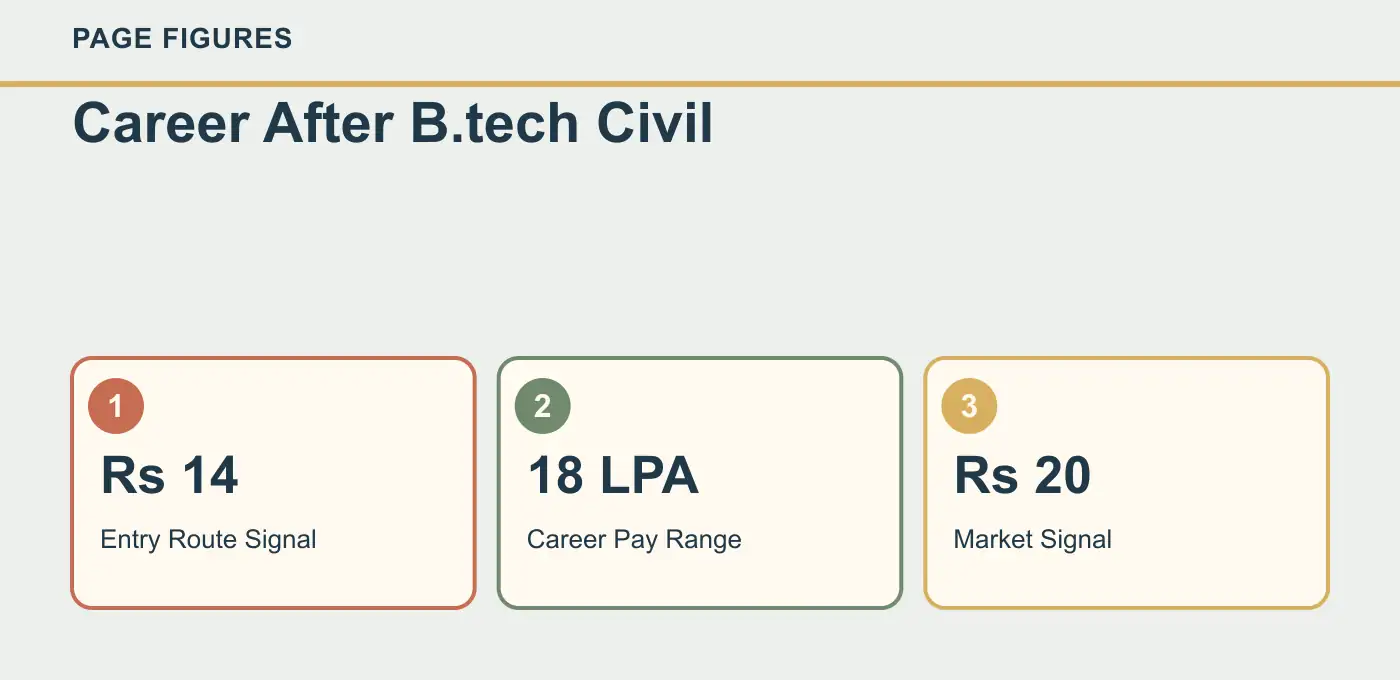 PAGE FIGURES
Career After B.tech Civil
1
Rs 14
Entry Route Signal
2
18 LPA
Career Pay Range
3
Rs 20
Market Signal